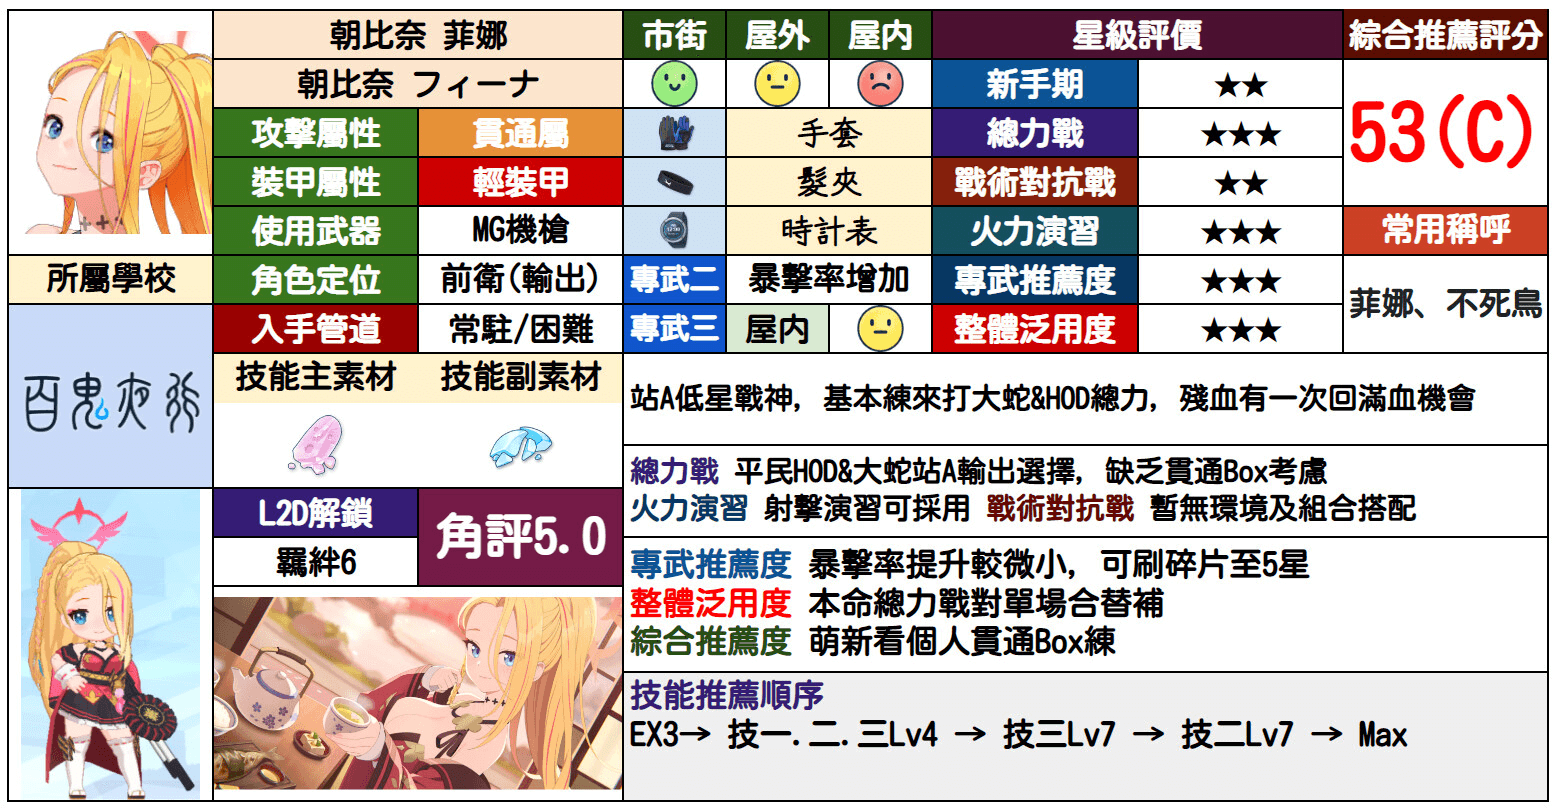 朝比奈 菲娜
市街
屋外
屋内
星級評價
綜合推薦評分
朝比奈 フィーナ
新手期
★★
53(C)
攻擊屬性
貫通屬
手套
總力戰
★★★
裝甲屬性
輕裝甲
髮夾
戰術對抗戰
★★
使用武器
MG機槍
時計表
火力演習
★★★
常用稱呼
所屬學校
角色定位
前衛(輸出)
專武二
暴擊率增加
專武推薦度
★★★
菲娜、不死鳥
入手管道
常駐/困難
專武三
屋内
整體泛用度
★★★
百鬼夜行
技能主素材
技能副素材
站A低星戰神, 基本練來打大蛇&HOD總力, 殘血有一次回滿血機會
總力戰 平民HOD&大蛇站A輸出選擇, 缺乏貫通Box考慮
火力演習 射擊演習可採用 戰術對抗戰 暫無環境及組合搭配
L2D解鎖
角評5.0
羈絆6
專武推薦度 暴擊率提升較微小, 可刷碎片至5星
整體泛用度 本命總力戰對單場合替補
綜合推薦度 萌新看個人貫通Box練
技能推薦順序
EX3→ 技一.二.三Lv4 → 技三Lv7 → 技二Lv7 → Max